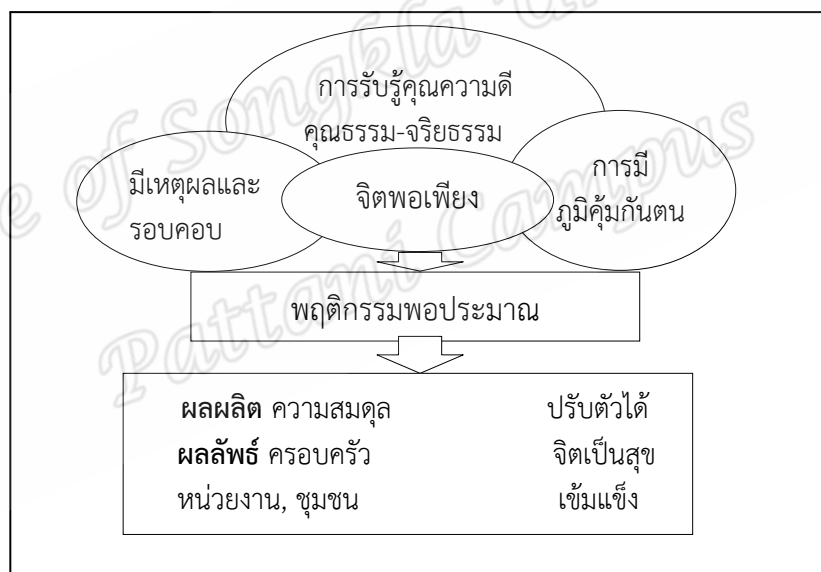 การรับรู้คุณความดี
คุณธรรม-จริยธรรม
มีเหตุผลและ
รอบคอบ
จิตพอเพียง
การมี
ภูมิคุ้มกันตน
พฤติกรรมพอประมาณ
ผลผลิต ความสมดุล ปรับตัวได้
ผลลัพธ์ ครอบครัว จิตเป็นสุข
หน่วยงาน, ชุมชน เข้มแข็ง
e of Songkla
Pattani Campus